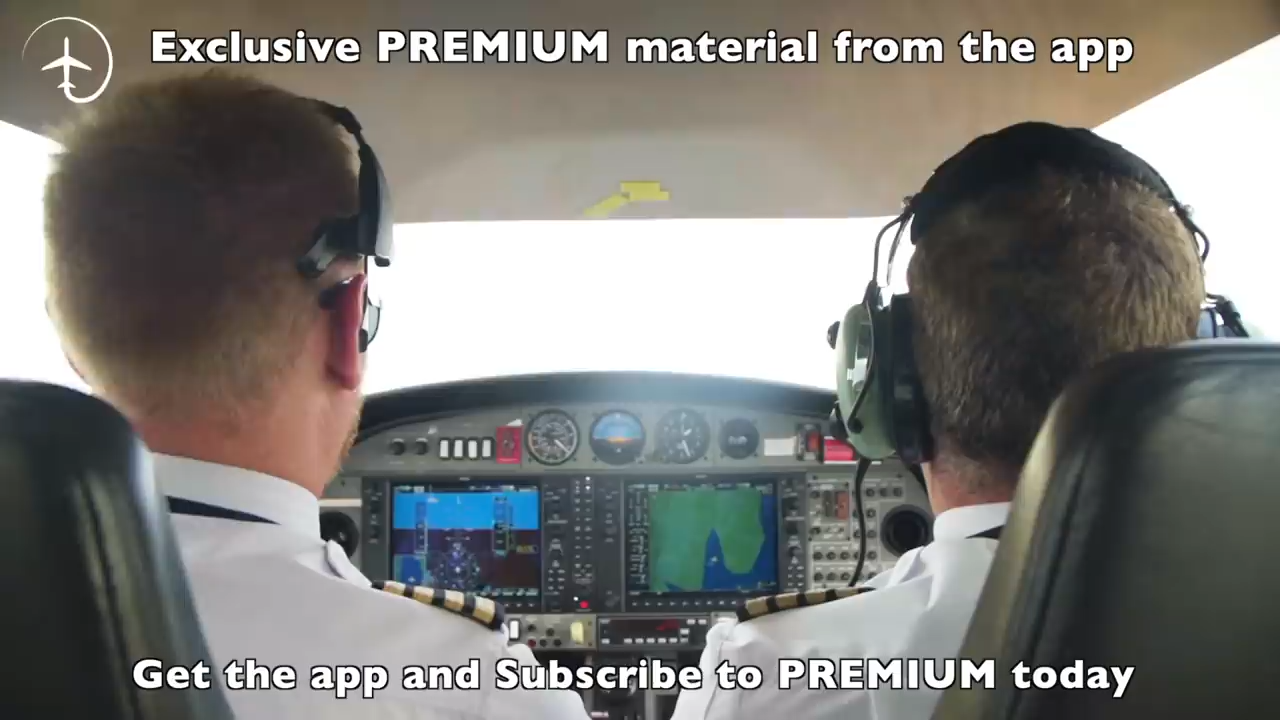 Exclusive PREMIUM material from the app
Get the app and Subscribe to PREMIUM today